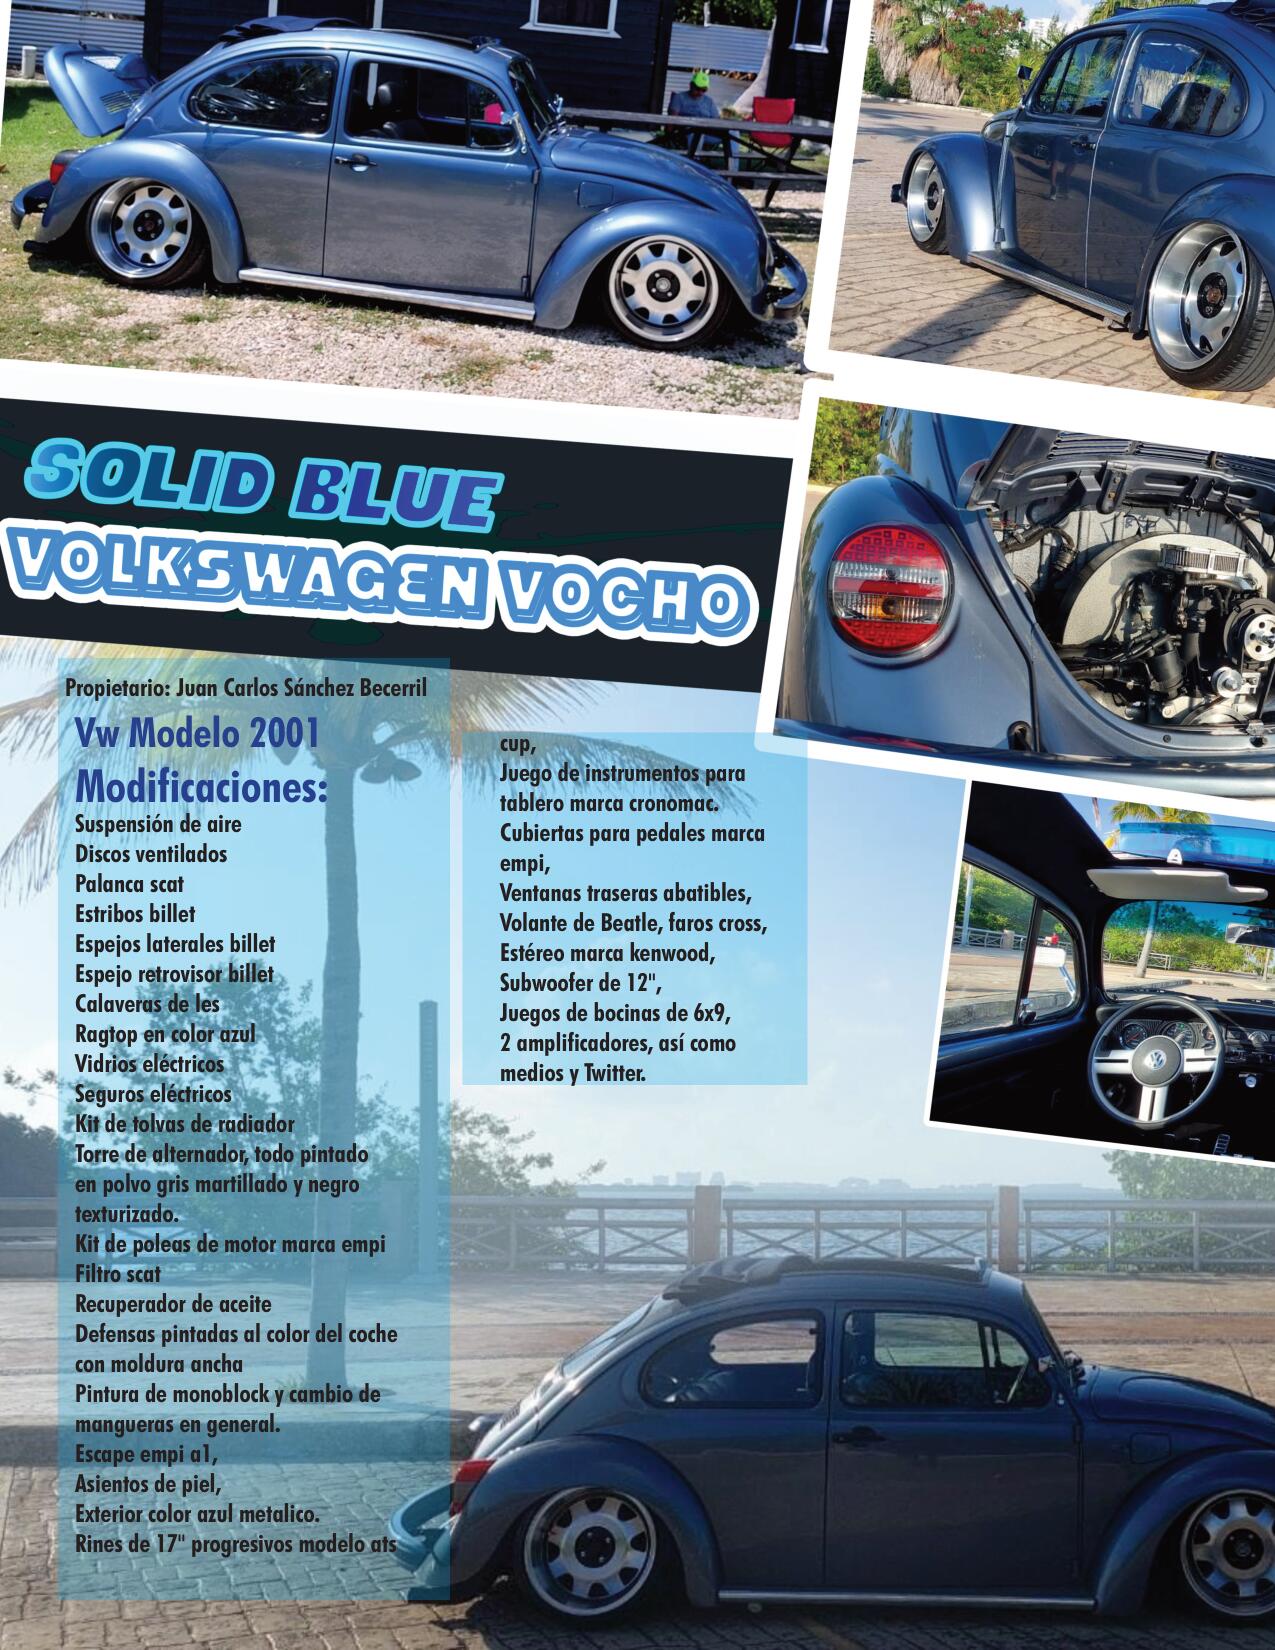 SOLID BLUE
VOLKSWAGEN VOCHO
Propietario: Juan Carlos Sánchez Becerril
Vw Modelo 2001
Modificaciones:
Suspensión de aire
Discos ventilados
Palanca scat
Estribos billet
Espejos laterales billet
Espejo retrovisor billet
Calaveras de les
Ragtop en color azul
Vidrios eléctricos
Seguros eléctricos
Kit de tolvas de radiador
Torre de alternador, todo pintado
en polvo gris martillado y negro
texturizado.
Kit de poleas de motor marca empi
Filtro scat
Recuperador de aceite
Defensas pintadas al color del coche
con moldura ancha
Pintura de monoblock y cambio de
mangueras en general.
Escape empi a1,
Asientos de piel,
Exterior color azul metalico.
Rines de 17" progresivos modelo ats
cup,
Juego de instrumentos para
tablero marca cronomac.
Cubiertas para pedales marca
empi,
Ventanas traseras abatibles,
Volante de Beatle, faros cross,
Estéreo marca kenwood,
Subwoofer de 12",
Juegos de bocinas de 6x9,
2 amplificadores, así como
medios y Twitter.